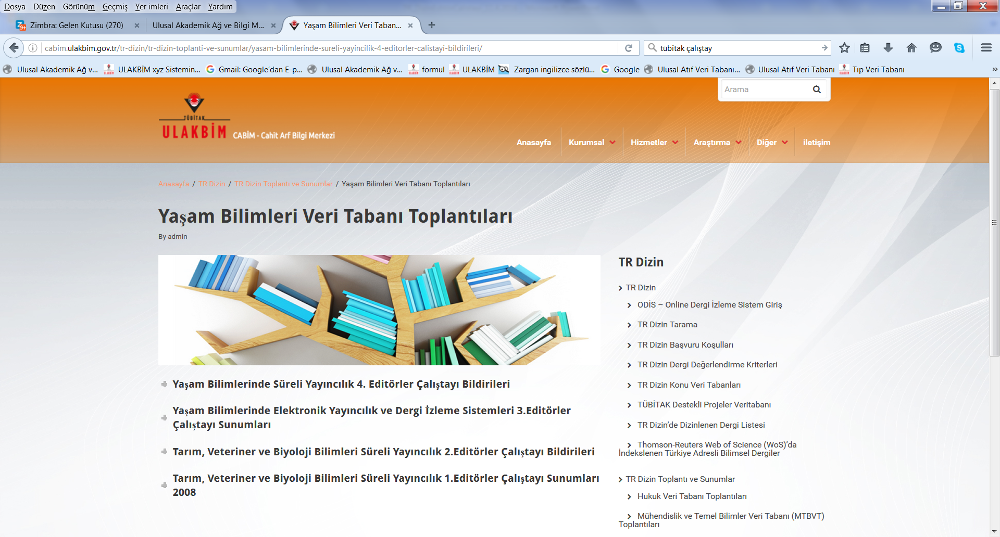 Dosya Düzen Görünüm Geçmiş Yer imleri Araçlar Yardım
Zimbra: Gelen Kutusu (270) Ulusal Akademik Ağ ve Bilgi M... Yaşam Bilimleri Veri Taban...
cabim.ulakbim.gov.tr/tr-dizin/tr-dizin-toplanti-ve-sunumlar/yasam-bilimlerinde-sureli-yayincilik-4-editorler-calistayi-bildirileri/ tübitak çalıştay
Ulusal Akademik Ağ v... ULAKBİM xyz Sistemin... Gmail: Google'dan E-p... Ulusal Akademik Ağ v... formul ULAKBİM Zargan ingilizce sözlü... Google Ulusal Atıf Veri Tabanı... Ulusal Atıf Veri Tabanı Tıp Veri Tabanı
Arama
TÜBİTAK
ULAKBİM CABİM - Cahit Arf Bilgi Merkezi
Anasayfa Kurumsal Hizmetler Araştırma Diğer iletişim
Anasayfa / TR Dizin / TR Dizin Toplantı ve Sunumlar / Yaşam Bilimleri Veri Tabanı Toplantıları
Yaşam Bilimleri Veri Tabanı Toplantıları
By admin
Yaşam Bilimlerinde Süreli Yayıncılık 4. Editörler Çalıştayı Bildirileri
Yaşam Bilimlerinde Elektronik Yayıncılık ve Dergi İzleme Sistemleri 3.Editörler
Çalıştayı Sunumları
Tarım, Veteriner ve Biyoloji Bilimleri Süreli Yayıncılık 2.Editörler Çalıştayı Bildirileri
Tarım, Veteriner ve Biyoloji Bilimleri Süreli Yayıncılık 1.Editörler Çalıştayı Sunumları
2008
TR Dizin
TR Dizin
ODİS – Online Dergi İzleme Sistem Giriş
TR Dizin Tarama
TR Dizin Başvuru Koşulları
TR Dizin Dergi Değerlendirme Kriterleri
TR Dizin Konu Veri Tabanları
TÜBİTAK Destekli Projeler Veritabanı
TR Dizin'de Dizinlenen Dergi Listesi
Thomson-Reuters Web of Science (WoS)'da
İndekslenen Türkiye Adresli Bilimsel Dergiler
TR Dizin Toplantı ve Sunumlar
Hukuk Veri Tabanı Toplantıları
Mühendislik ve Temel Bilimler Veri Tabanı (MTBVT)
Toplantıları